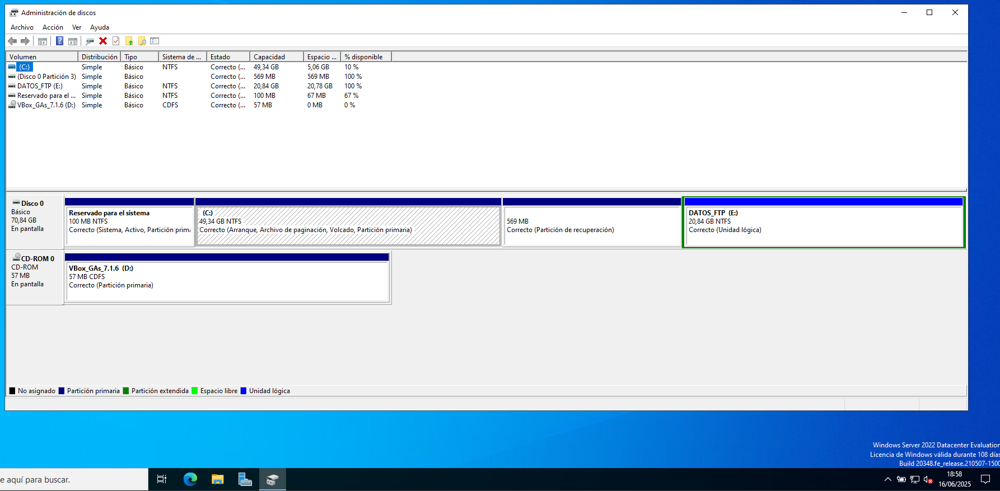 Administración de discos
Archivo Acción Ver Ayuda
Volumen Distribución Tipo Sistema de ... Estado Capacidad Espacio ... % disponible
(C:) Simple Básico NTFS Correcto (... 49,34 GB 5,06 GB 10 %
(Disco 0 Partición 3) Simple Básico Correcto (... 569 MB 569 MB 100 %
DATOS_FTP (E:) Simple Básico NTFS Correcto (... 20,84 GB 20,78 GB 100 %
Reservado para el ... Simple Básico NTFS Correcto (... 100 MB 67 MB 67 %
VBox_GAs_7.1.6 (D:) Simple Básico CDFS Correcto (... 57 MB 0 MB 0 %
Disco 0
Básico
70,84 GB
En pantalla
Reservado para el sistema
100 MB NTFS
Correcto (Sistema, Activo, Partición prima
(C:)
49,34 GB NTFS
Correcto (Arranque, Archivo de paginación, Volcado, Partición primaria)
569 MB
Correcto (Partición de recuperación)
DATOS_FTP (E:)
20,84 GB NTFS
Correcto (Unidad lógica)
CD-ROM 0
CD-ROM
57 MB
En pantalla
VBox_GAs_7.1.6 (D:)
57 MB CDFS
Correcto (Partición primaria)
No asignado Partición primaria Partición extendida Espacio libre Unidad lógica
Windows Server 2022 Datacenter Evaluation
Licencia de Windows válida durante 108 días
Build 20348.fe_release.210507-1500
e aquí para buscar.
18:58
16/06/2025